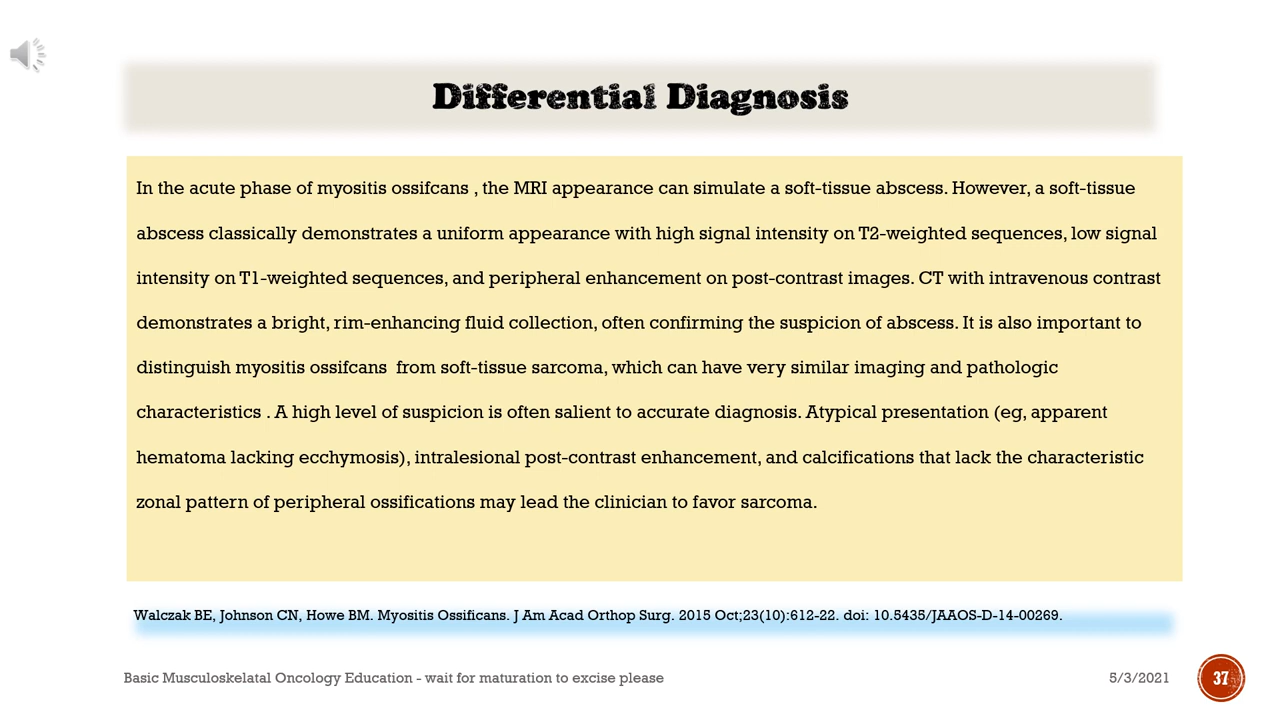 Differential Diagnosis
In the acute phase of myositis ossifcans , the MRI appearance can simulate a soft-tissue abscess. However, a soft-tissue
abscess classically demonstrates a uniform appearance with high signal intensity on T2-weighted sequences, low signal
intensity on T1-weighted sequences, and peripheral enhancement on post-contrast images. CT with intravenous contrast
demonstrates a bright, rim-enhancing fluid collection, often confirming the suspicion of abscess. It is also important to
distinguish myositis ossifcans  from soft-tissue sarcoma, which can have very similar imaging and pathologic
characteristics . A high level of suspicion is often salient to accurate diagnosis. Atypical presentation (eg, apparent
hematoma lacking ecchymosis), intralesional post-contrast enhancement, and calcifications that lack the characteristic
zonal pattern of peripheral ossifications may lead the clinician to favor sarcoma.
Walczak BE, Johnson CN, Howe BM. Myositis Ossificans. J Am Acad Orthop Surg. 2015 Oct;23(10):612-22. doi: 10.5435/JAAOS-D-14-00269.
Basic Musculoskelatal Oncology Education - wait for maturation to excise please
5/3/2021
37